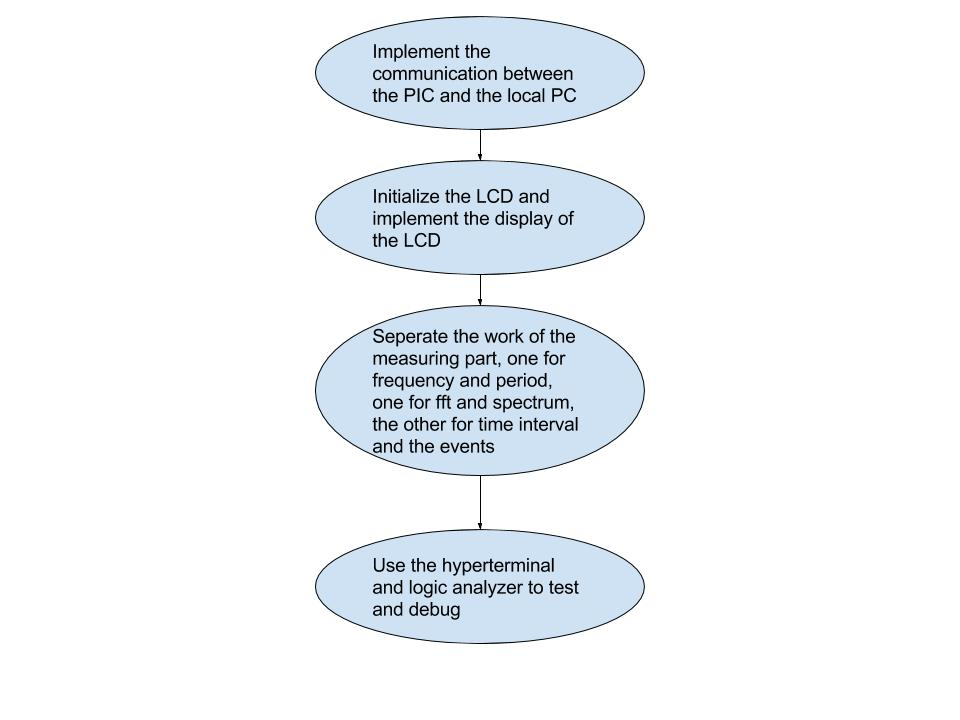 Implement the
communication between
the PIC and the local PC
Initialize the LCD and
implement the display of
the LCD
Seperate the work of the
measuring part, one for
frequency and period,
one for fft and spectrum,
the other for time interval
and the events
Use the hyperterminal
and logic analyzer to test
and debug